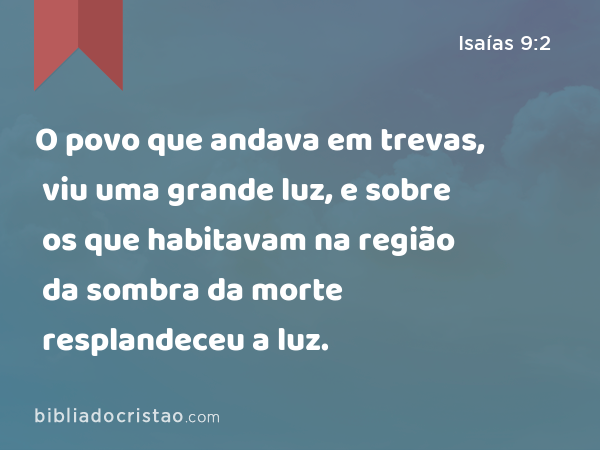 Isaías 9:2
O povo que andava em trevas,
viu uma grande luz, e sobre
os que habitavam na região
da sombra da morte
resplandeceu a luz.
bibliadocristao.com